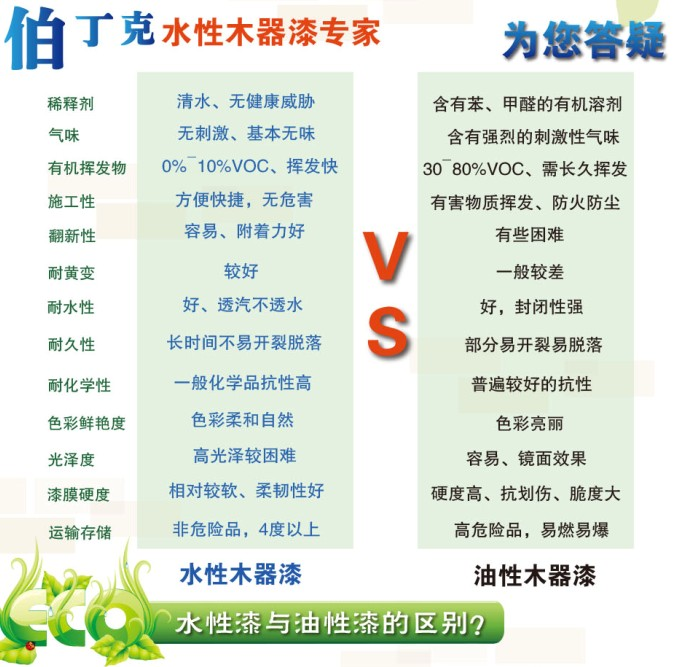 伯丁克水性木器漆专家 为您答疑
稀释剂 清水、无健康威胁 含有苯、甲醛的有机溶剂
气味 无刺激、基本无味 含有强烈的刺激性气味
有机挥发物 0%¯10%VOC、挥发快 30¯80%VOC、需长久挥发
施工性 方便快捷，无危害 有害物质挥发、防火防尘
翻新性 容易、附着力好 有些困难
VS
耐黄变 较好 一般较差
耐水性 好、透汽不透水 好，封闭性强
耐久性 长时间不易开裂脱落 部分易开裂易脱落
耐化学性 一般化学品抗性高 普遍较好的抗性
色彩鲜艳度 色彩柔和自然 色彩亮丽
光泽度 高光泽较困难 容易、镜面效果
漆膜硬度 相对较软、柔韧性好 硬度高、抗划伤、脆度大
运输存储 非危险品，4度以上 高危险品，易燃易爆
水性木器漆 油性木器漆
ECO 水性漆与油性漆的区别？